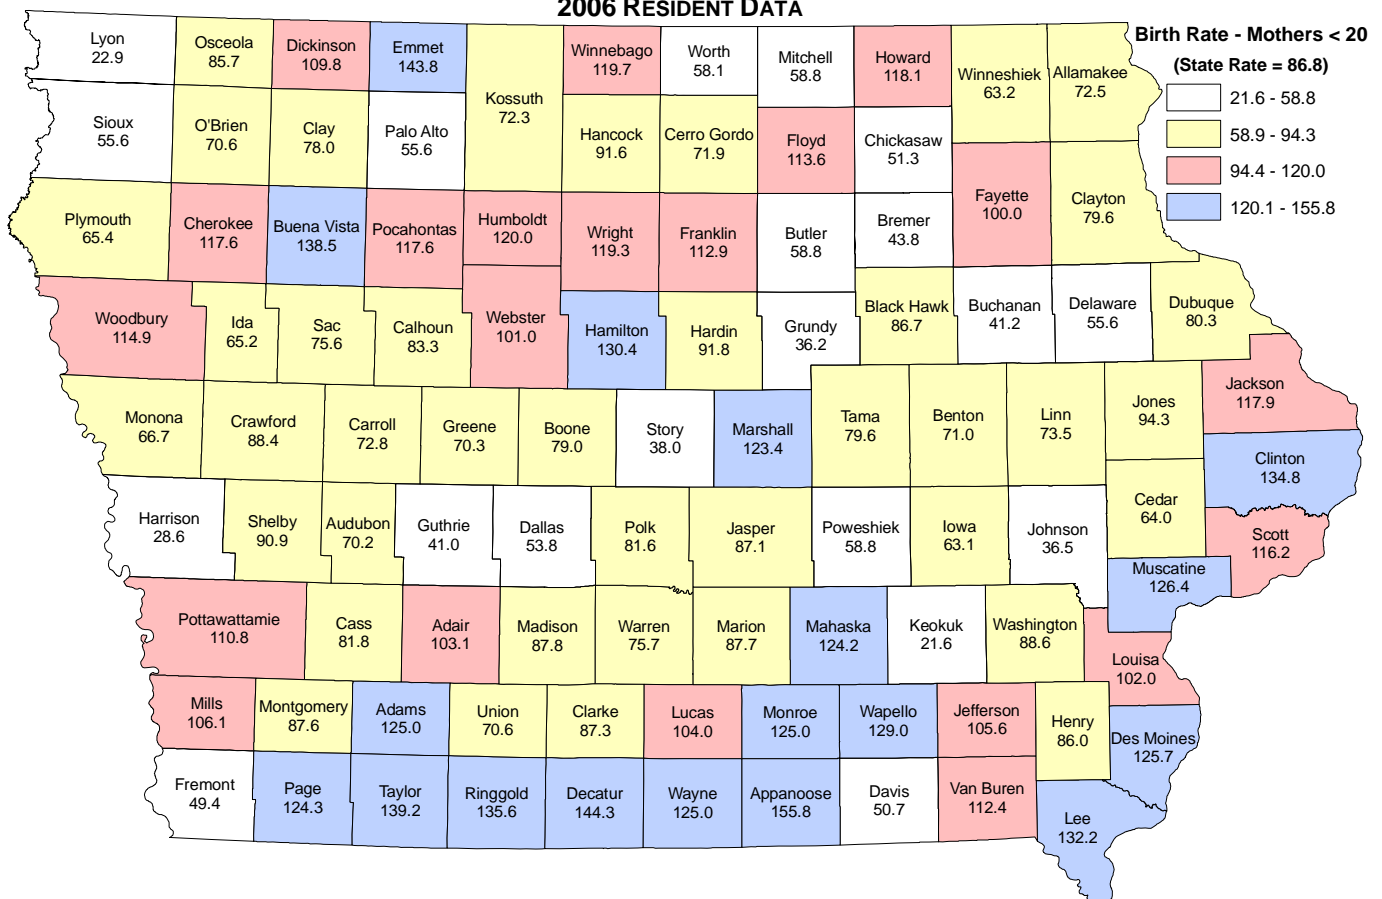 2006 RESIDENT DATA
Birth Rate - Mothers < 20
(State Rate = 86.8)
21.6 - 58.8
58.9 - 94.3
94.4 - 120.0
120.1 - 155.8
Lyon
22.9
Osceola
85.7
Dickinson
109.8
Emmet
143.8
Kossuth
72.3
Winnebago
119.7
Worth
58.1
Mitchell
58.8
Howard
118.1
Winneshiek
63.2
Allamakee
72.5
Sioux
55.6
O'Brien
70.6
Clay
78.0
Palo Alto
55.6
Hancock
91.6
Cerro Gordo
71.9
Floyd
113.6
Chickasaw
51.3
Fayette
100.0
Clayton
79.6
Plymouth
65.4
Cherokee
117.6
Buena Vista
138.5
Pocahontas
117.6
Humboldt
120.0
Wright
119.3
Franklin
112.9
Butler
58.8
Bremer
43.8
Woodbury
114.9
Ida
65.2
Sac
75.6
Calhoun
83.3
Webster
101.0
Hamilton
130.4
Hardin
91.8
Grundy
36.2
Black Hawk
86.7
Buchanan
41.2
Delaware
55.6
Dubuque
80.3
Monona
66.7
Crawford
88.4
Carroll
72.8
Greene
70.3
Boone
79.0
Story
38.0
Marshall
123.4
Tama
79.6
Benton
71.0
Linn
73.5
Jones
94.3
Jackson
117.9
Clinton
134.8
Harrison
28.6
Shelby
90.9
Audubon
70.2
Guthrie
41.0
Dallas
53.8
Polk
81.6
Jasper
87.1
Poweshiek
58.8
Iowa
63.1
Johnson
36.5
Cedar
64.0
Scott
116.2
Muscatine
126.4
Pottawattamie
110.8
Cass
81.8
Adair
103.1
Madison
87.8
Warren
75.7
Marion
87.7
Mahaska
124.2
Keokuk
21.6
Washington
88.6
Louisa
102.0
Mills
106.1
Montgomery
87.6
Adams
125.0
Union
70.6
Clarke
87.3
Lucas
104.0
Monroe
125.0
Wapello
129.0
Jefferson
105.6
Henry
86.0
Des Moines
125.7
Fremont
49.4
Page
124.3
Taylor
139.2
Ringgold
135.6
Decatur
144.3
Wayne
125.0
Appanoose
155.8
Davis
50.7
Van Buren
112.4
Lee
132.2